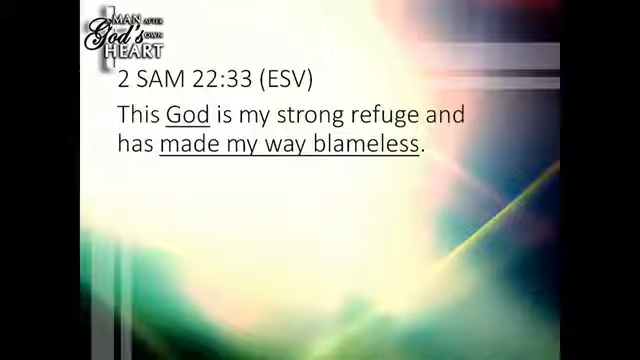 MAN AFTER
God's OWN
HEART
2 SAM 22:33 (ESV)
This God is my strong refuge and
has made my way blameless.